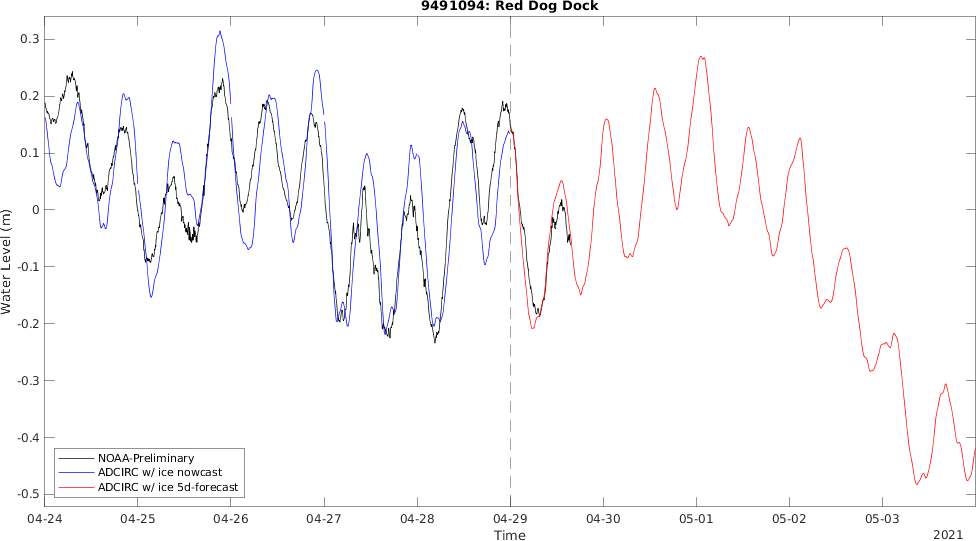 9491094: Red Dog Dock
0.3
0.2
0.1
0
-0.1
-0.2
-0.3
-0.4
-0.5
Water Level (m)
NOAA-Preliminary
ADCIRC w/ ice nowcast
ADCIRC w/ ice 5d-forecast
04-24 04-25 04-26 04-27 04-28 04-29 04-30 05-01 05-02 05-03
Time
2021